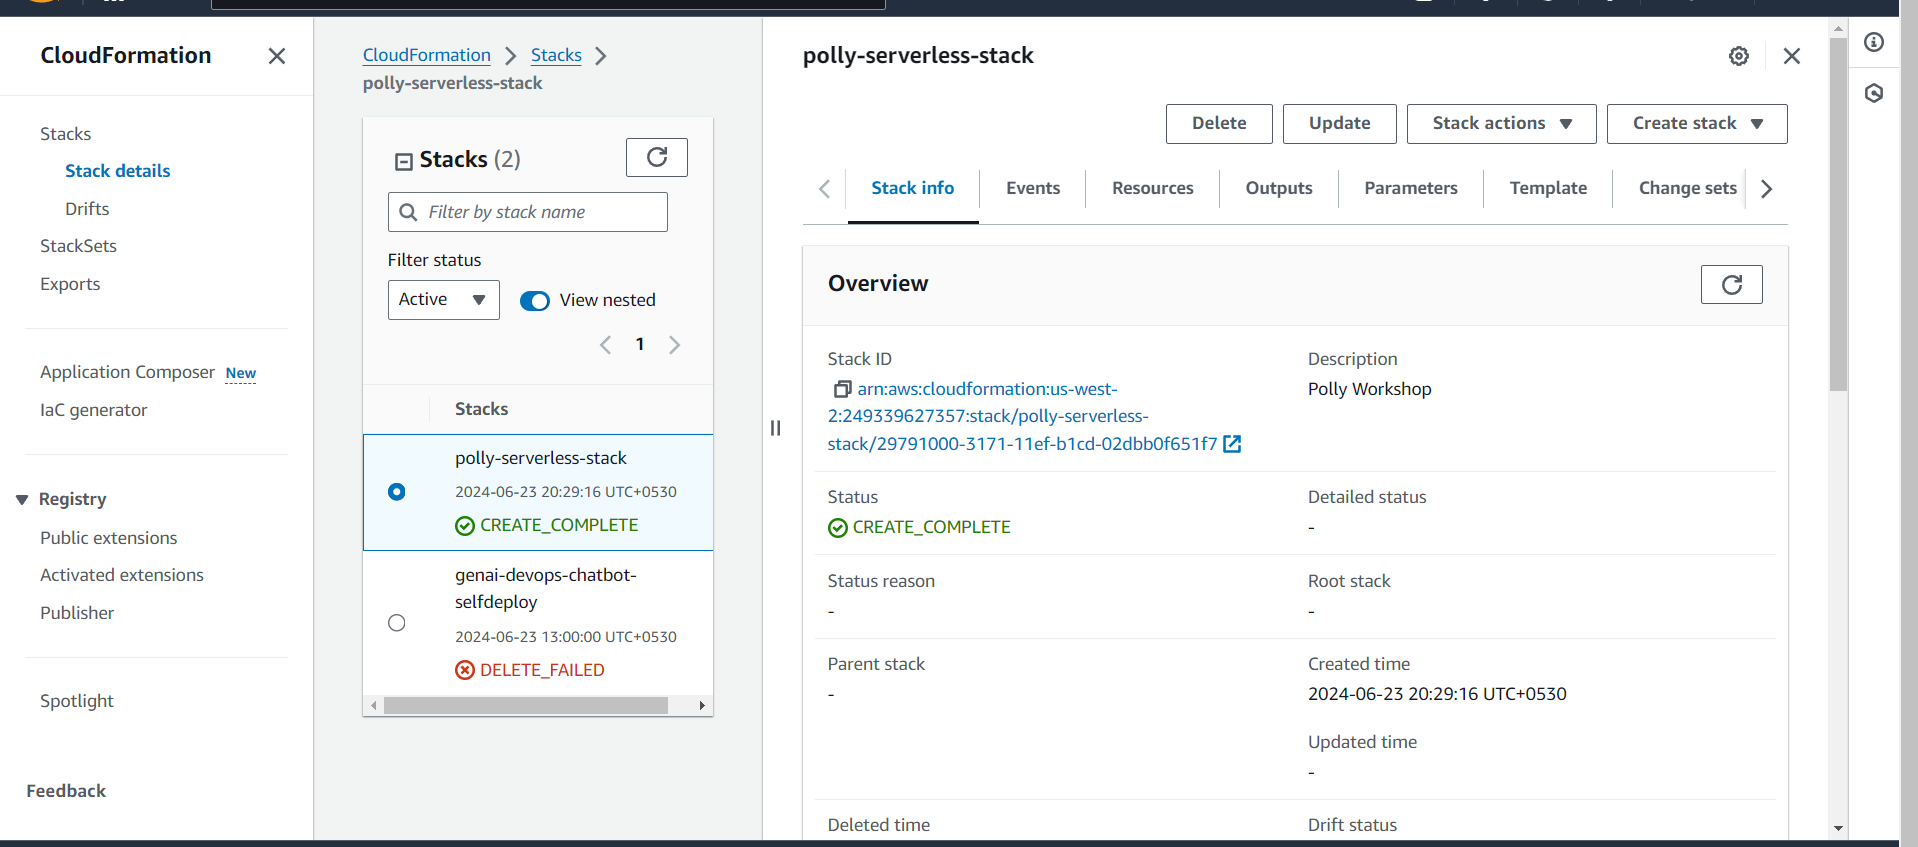 CloudFormation
Stacks
Stack details
Drifts
StackSets
Exports
Application Composer New
IaC generator
Registry
Public extensions
Activated extensions
Publisher
Spotlight
Feedback
CloudFormation
Stacks
polly-serverless-stack
Stacks (2)
Filter by stack name
Filter status
Active
View nested
1
Stacks
polly-serverless-stack
2024-06-23 20:29:16 UTC+0530
CREATE_COMPLETE
genai-devops-chatbot-
selfdeploy
2024-06-23 13:00:00 UTC+0530
DELETE_FAILED
polly-serverless-stack
Delete
Update
Stack actions
Create stack
Stack info
Events
Resources
Outputs
Parameters
Template
Change sets
Overview
Stack ID
arn:aws:cloudformation:us-west-
2:249339627357:stack/polly-serverless-
stack/29791000-3171-11ef-b1cd-02dbb0f651f7
Description
Polly Workshop
Status
CREATE_COMPLETE
Detailed status
-
Status reason
-
Root stack
-
Parent stack
-
Created time
2024-06-23 20:29:16 UTC+0530
Updated time
-
Deleted time
Drift status